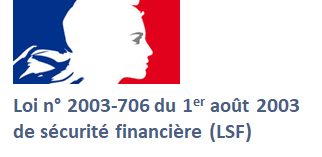 Loi n° 2003-706 du 1er août 2003
de sécurité financière (LSF)